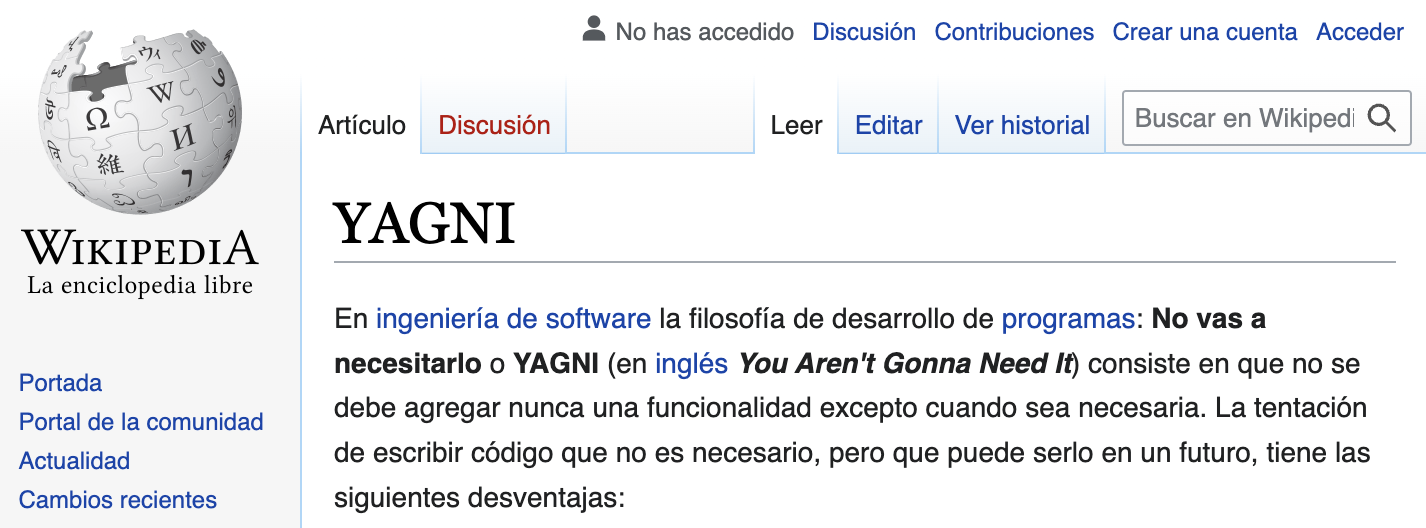 No has accedido Discusión Contribuciones Crear una cuenta Acceder
Artículo Discusión Leer Editar Ver historial Buscar en Wikipedi
WIKIPEDIA
La enciclopedia libre
Portada
Portal de la comunidad
Actualidad
Cambios recientes
YAGNI
En ingeniería de software la filosofía de desarrollo de programas: No vas a
necesitarlo o YAGNI (en inglés You Aren't Gonna Need It) consiste en que no se
debe agregar nunca una funcionalidad excepto cuando sea necesaria. La tentación
de escribir código que no es necesario, pero que puede serlo en un futuro, tiene las
siguientes desventajas: